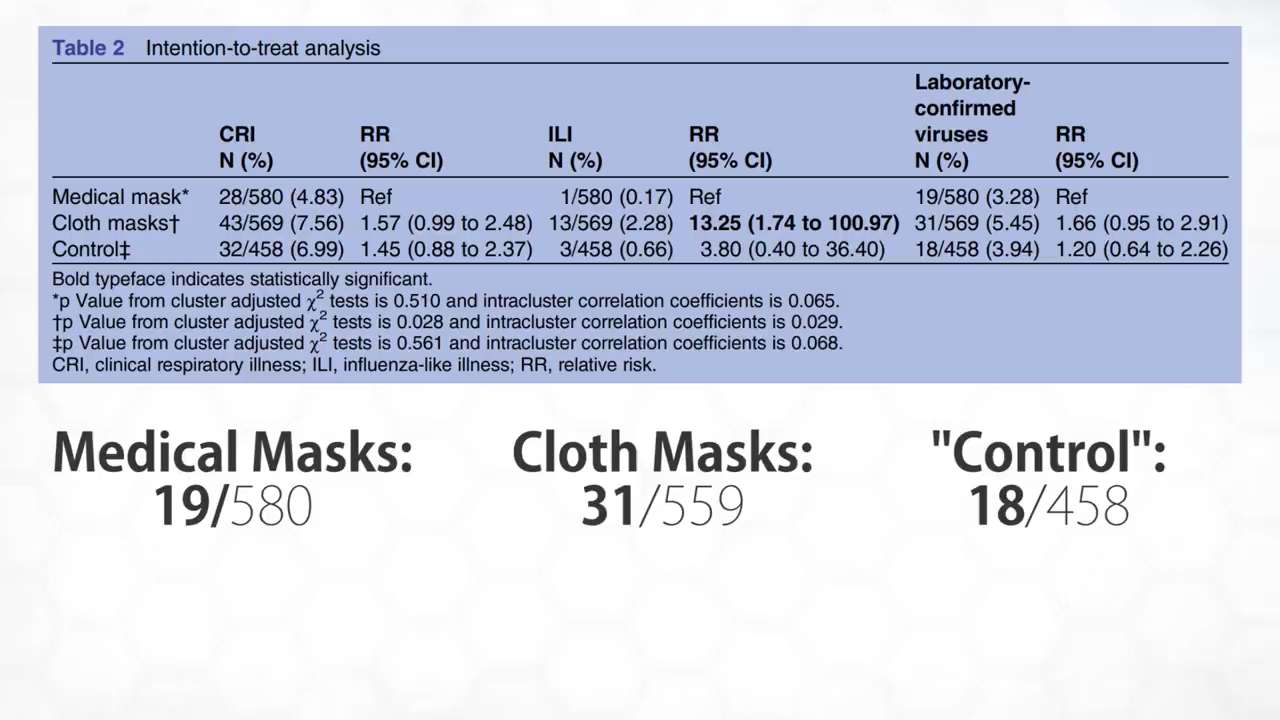 Table 2 Intention-to-treat analysis
Laboratory-
confirmed
CRI RR ILI RR viruses RR
N (%) (95% CI) N (%) (95% CI) N (%) (95% CI)
Medical mask* 28/580 (4.83) Ref 1/580 (0.17) Ref 19/580 (3.28) Ref
Cloth masks† 43/569 (7.56) 1.57 (0.99 to 2.48) 13/569 (2.28) 13.25 (1.74 to 100.97) 31/569 (5.45) 1.66 (0.95 to 2.91)
Control‡ 32/458 (6.99) 1.45 (0.88 to 2.37) 3/458 (0.66) 3.80 (0.40 to 36.40) 18/458 (3.94) 1.20 (0.64 to 2.26)
Bold typeface indicates statistically significant.
*p Value from cluster adjusted χ² tests is 0.510 and intracluster correlation coefficients is 0.065.
†p Value from cluster adjusted χ² tests is 0.028 and intracluster correlation coefficients is 0.029.
‡p Value from cluster adjusted χ² tests is 0.561 and intracluster correlation coefficients is 0.068.
CRI, clinical respiratory illness; ILI, influenza-like illness; RR, relative risk.
Medical Masks: Cloth Masks: "Control":
19/580 31/559 18/458